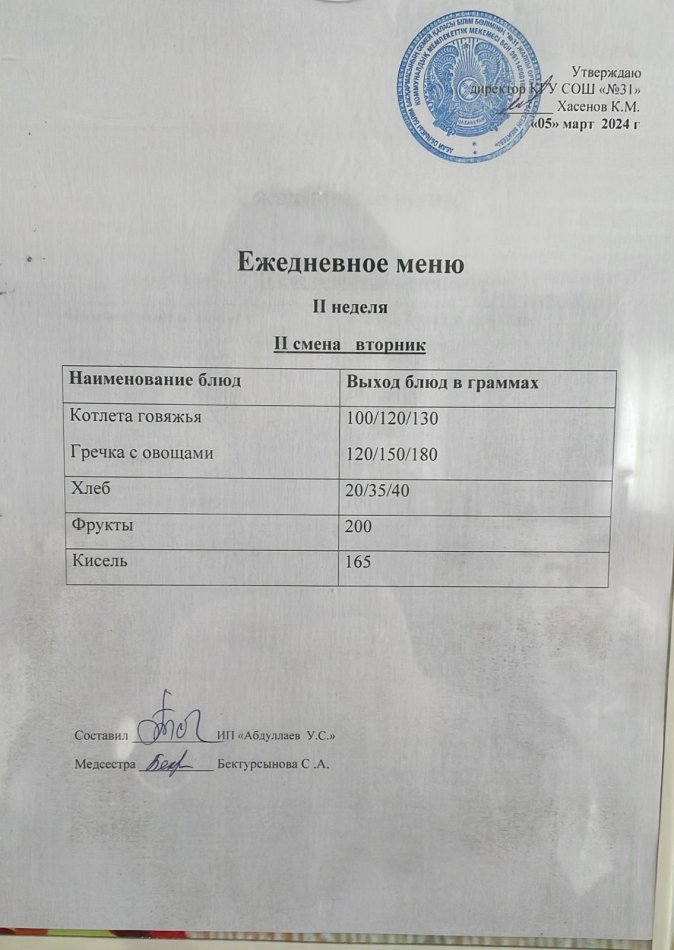 Утверждаю
директор КГУ СОШ «№31»
Хасенов К.М.
«05» март 2024 г
Ежедневное меню
II неделя
II смена вторник
Наименование блюд Выход блюд в граммах
Котлета говяжья 100/120/130
Гречка с овощами 120/150/180
Хлеб 20/35/40
Фрукты 200
Кисель 165
Составил ИП «Абдуллаев У.С.»
Медсестра Бектурсынова С .А.